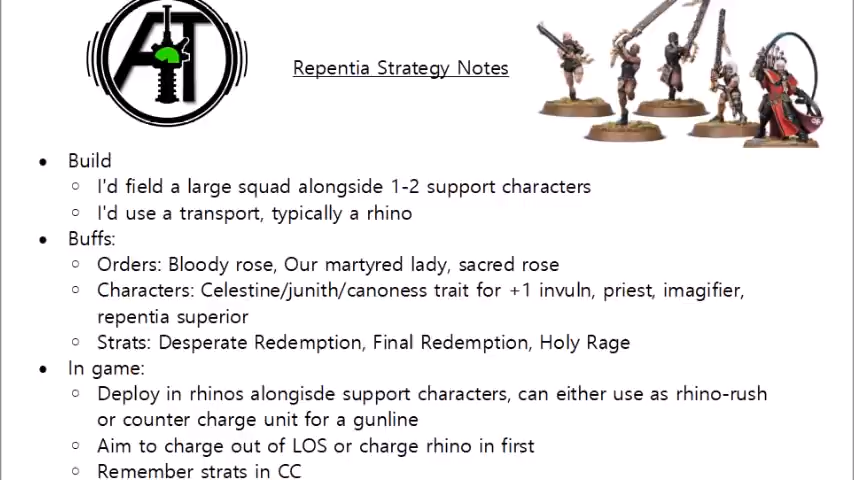 AT
Repentia Strategy Notes
• Build
○ I'd field a large squad alongside 1-2 support characters
○ I'd use a transport, typically a rhino
• Buffs:
○ Orders: Bloody rose, Our martyred lady, sacred rose
○ Characters: Celestine/junith/canoness trait for +1 invuln, priest, imagifier,
repentia superior
○ Strats: Desperate Redemption, Final Redemption, Holy Rage
• In game:
○ Deploy in rhinos alongisde support characters, can either use as rhino-rush
or counter charge unit for a gunline
○ Aim to charge out of LOS or charge rhino in first
○ Remember strats in CC